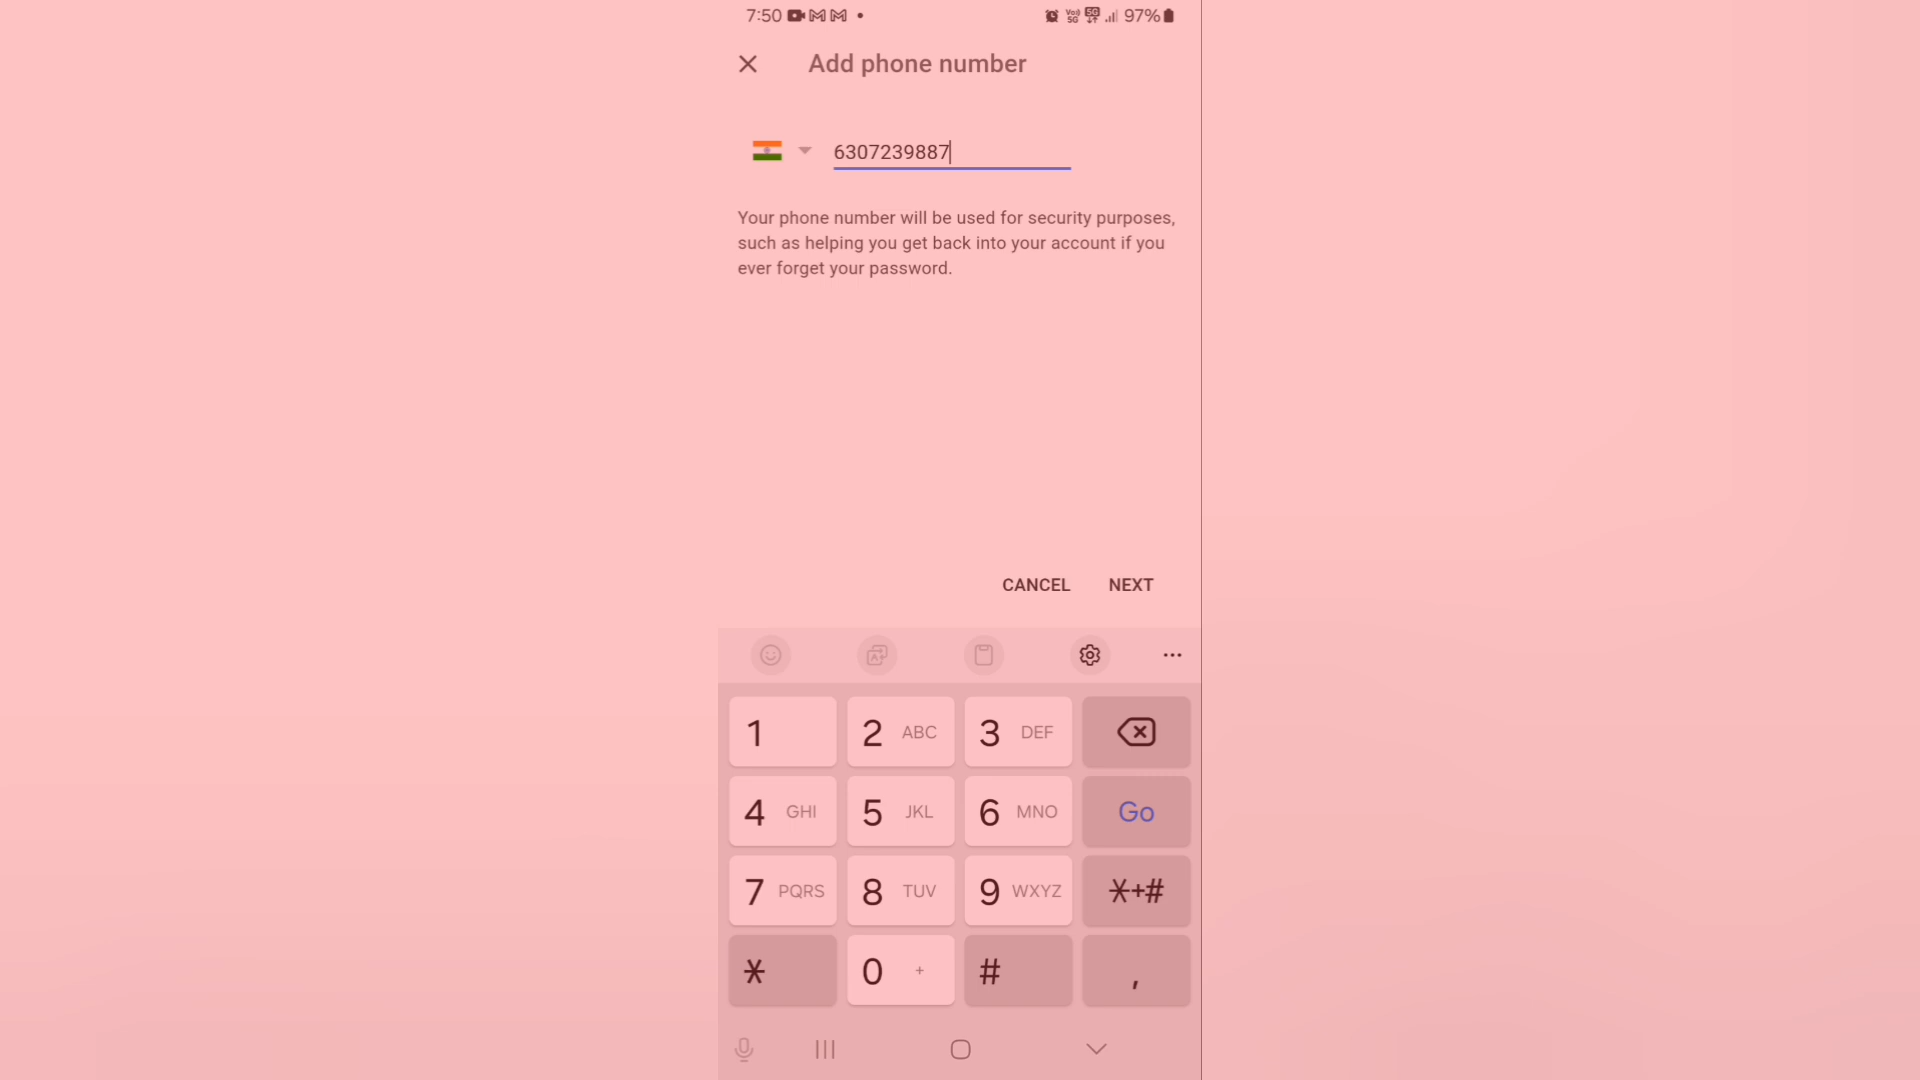 7:50 97%
Add phone number
6307239887
Your phone number will be used for security purposes,
such as helping you get back into your account if you
ever forget your password.
CANCEL NEXT
1 2 ABC 3 DEF
4 GHI 5 JKL 6 MNO Go
7 PQRS 8 TUV 9 WXYZ *+#
* 0 + # ,